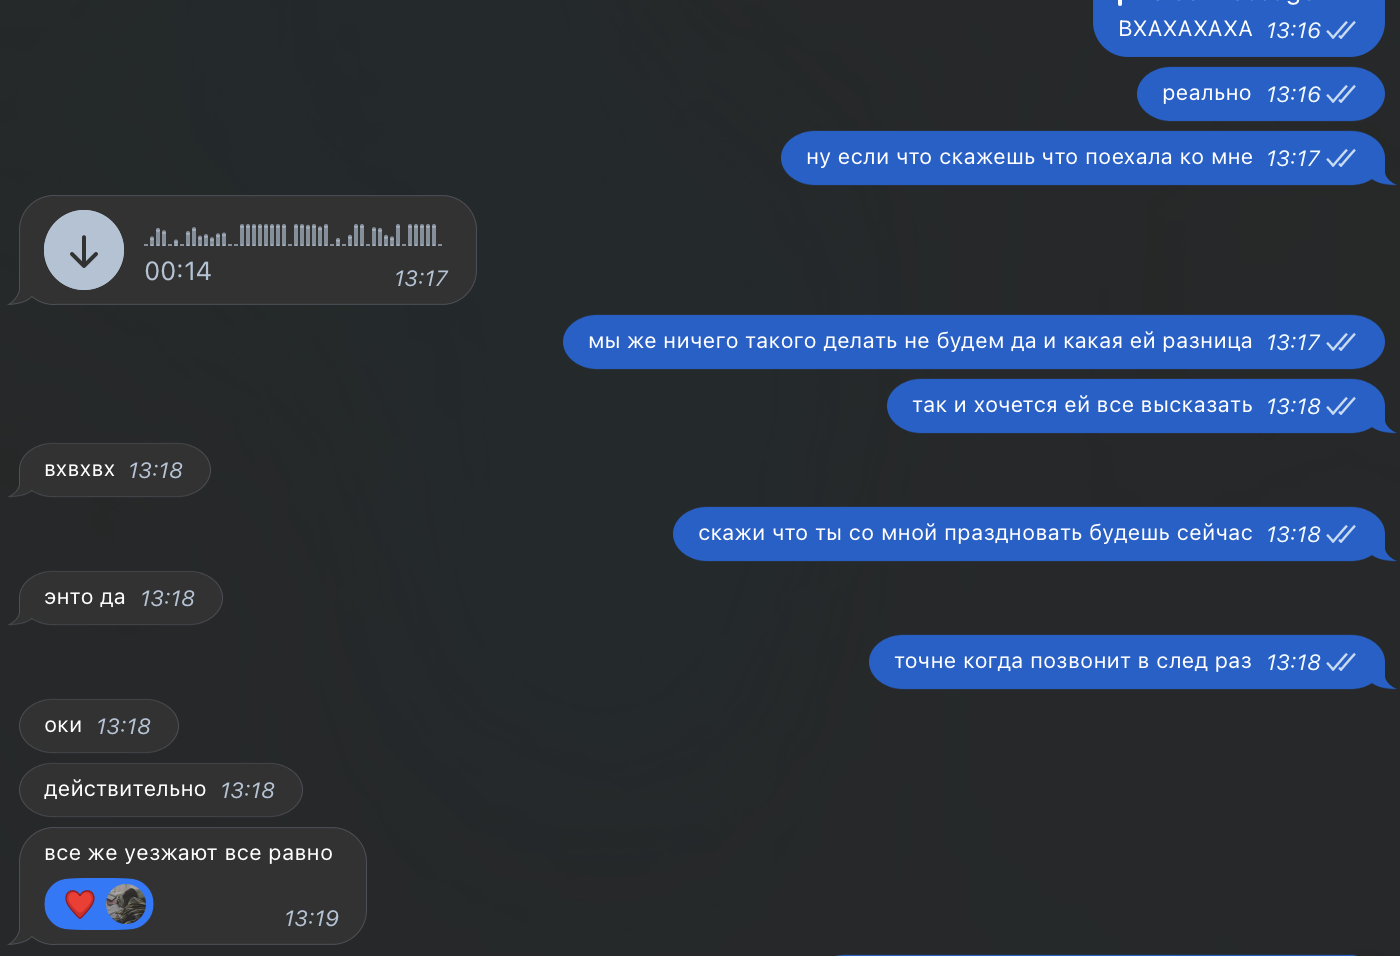 ВХАХАХАХА 13:16
реально 13:16
ну если что скажешь что поехала ко мне 13:17
00:14 13:17
мы же ничего такого делать не будем да и какая ей разница 13:17
так и хочется ей все высказать 13:18
вхвхвх 13:18
скажи что ты со мной праздновать будешь сейчас 13:18
энто да 13:18
точне когда позвонит в след раз 13:18
оки 13:18
действительно 13:18
все же уезжают все равно
13:19